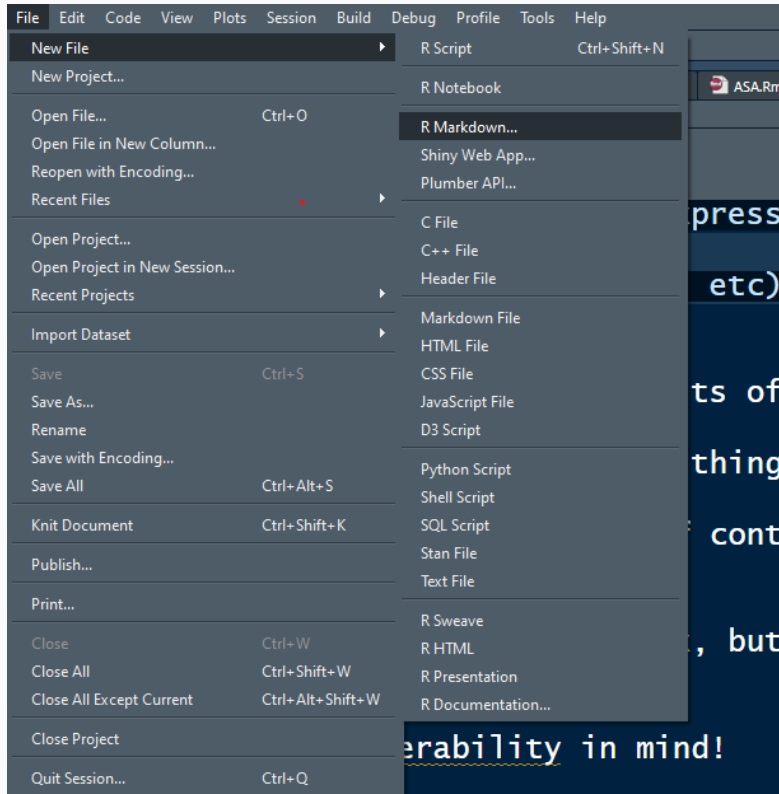 File Edit Code View Plots Session Build Debug Profile Tools Help
New File
New Project...
Open File... Ctrl+O
Open File in New Column...
Reopen with Encoding...
Recent Files
Open Project...
Open Project in New Session...
Recent Projects
Import Dataset
Save Ctrl+S
Save As...
Rename
Save with Encoding...
Save All Ctrl+Alt+S
Knit Document Ctrl+Shift+K
Publish...
Print...
Close Ctrl+W
Close All Ctrl+Shift+W
Close All Except Current Ctrl+Alt+Shift+W
Close Project
Quit Session... Ctrl+Q
R Script Ctrl+Shift+N
R Notebook
R Markdown...
Shiny Web App...
Plumber API...
C File
C++ File
Header File
Markdown File
HTML File
CSS File
JavaScript File
D3 Script
Python Script
Shell Script
SQL Script
Stan File
Text File
R Sweave
R HTML
R Presentation
R Documentation...
ASA.Rm
press
etc)
ts of
thing
cont
, but
erability in mind!